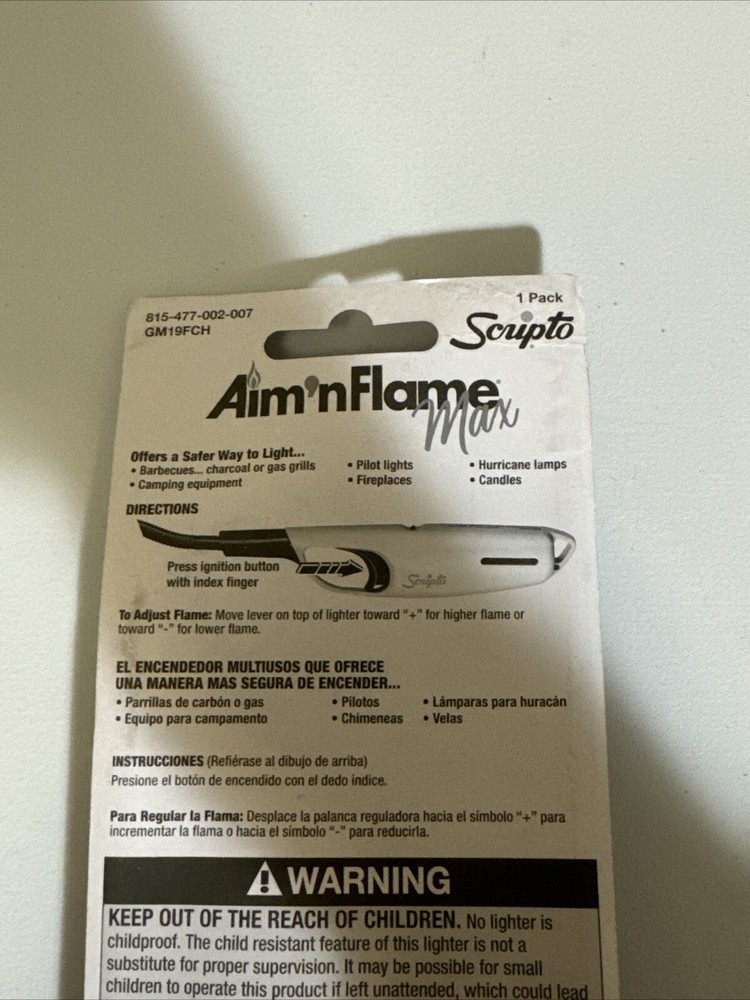 815-477-002-007
GM19FCH
1 Pack
Scripto
Aim'nFlame
Max
Offers a Safer Way to Light...
• Barbecues... charcoal or gas grills
• Camping equipment
• Pilot lights
• Fireplaces
• Hurricane lamps
• Candles
DIRECTIONS
Press ignition button
with index finger
Scripto
To Adjust Flame: Move lever on top of lighter toward "+" for higher flame or
toward "-" for lower flame.
EL ENCENDEDOR MULTIUSOS QUE OFRECE
UNA MANERA MAS SEGURA DE ENCENDER...
• Parrillas de carbón o gas
• Equipo para campamento
• Pilotos
• Chimeneas
• Lámparas para huracán
• Velas
INSTRUCCIONES (Refiérase al dibujo de arriba)
Presione el botón de encendido con el dedo índice.
Para Regular la Flama: Desplace la palanca reguladora hacia el símbolo "+" para
incrementar la flama o hacia el símbolo "-" para reducirla.
WARNING
KEEP OUT OF THE REACH OF CHILDREN. No lighter is
childproof. The child resistant feature of this lighter is not a
substitute for proper supervision. It may be possible for small
children to operate this product if left unattended, which could lead